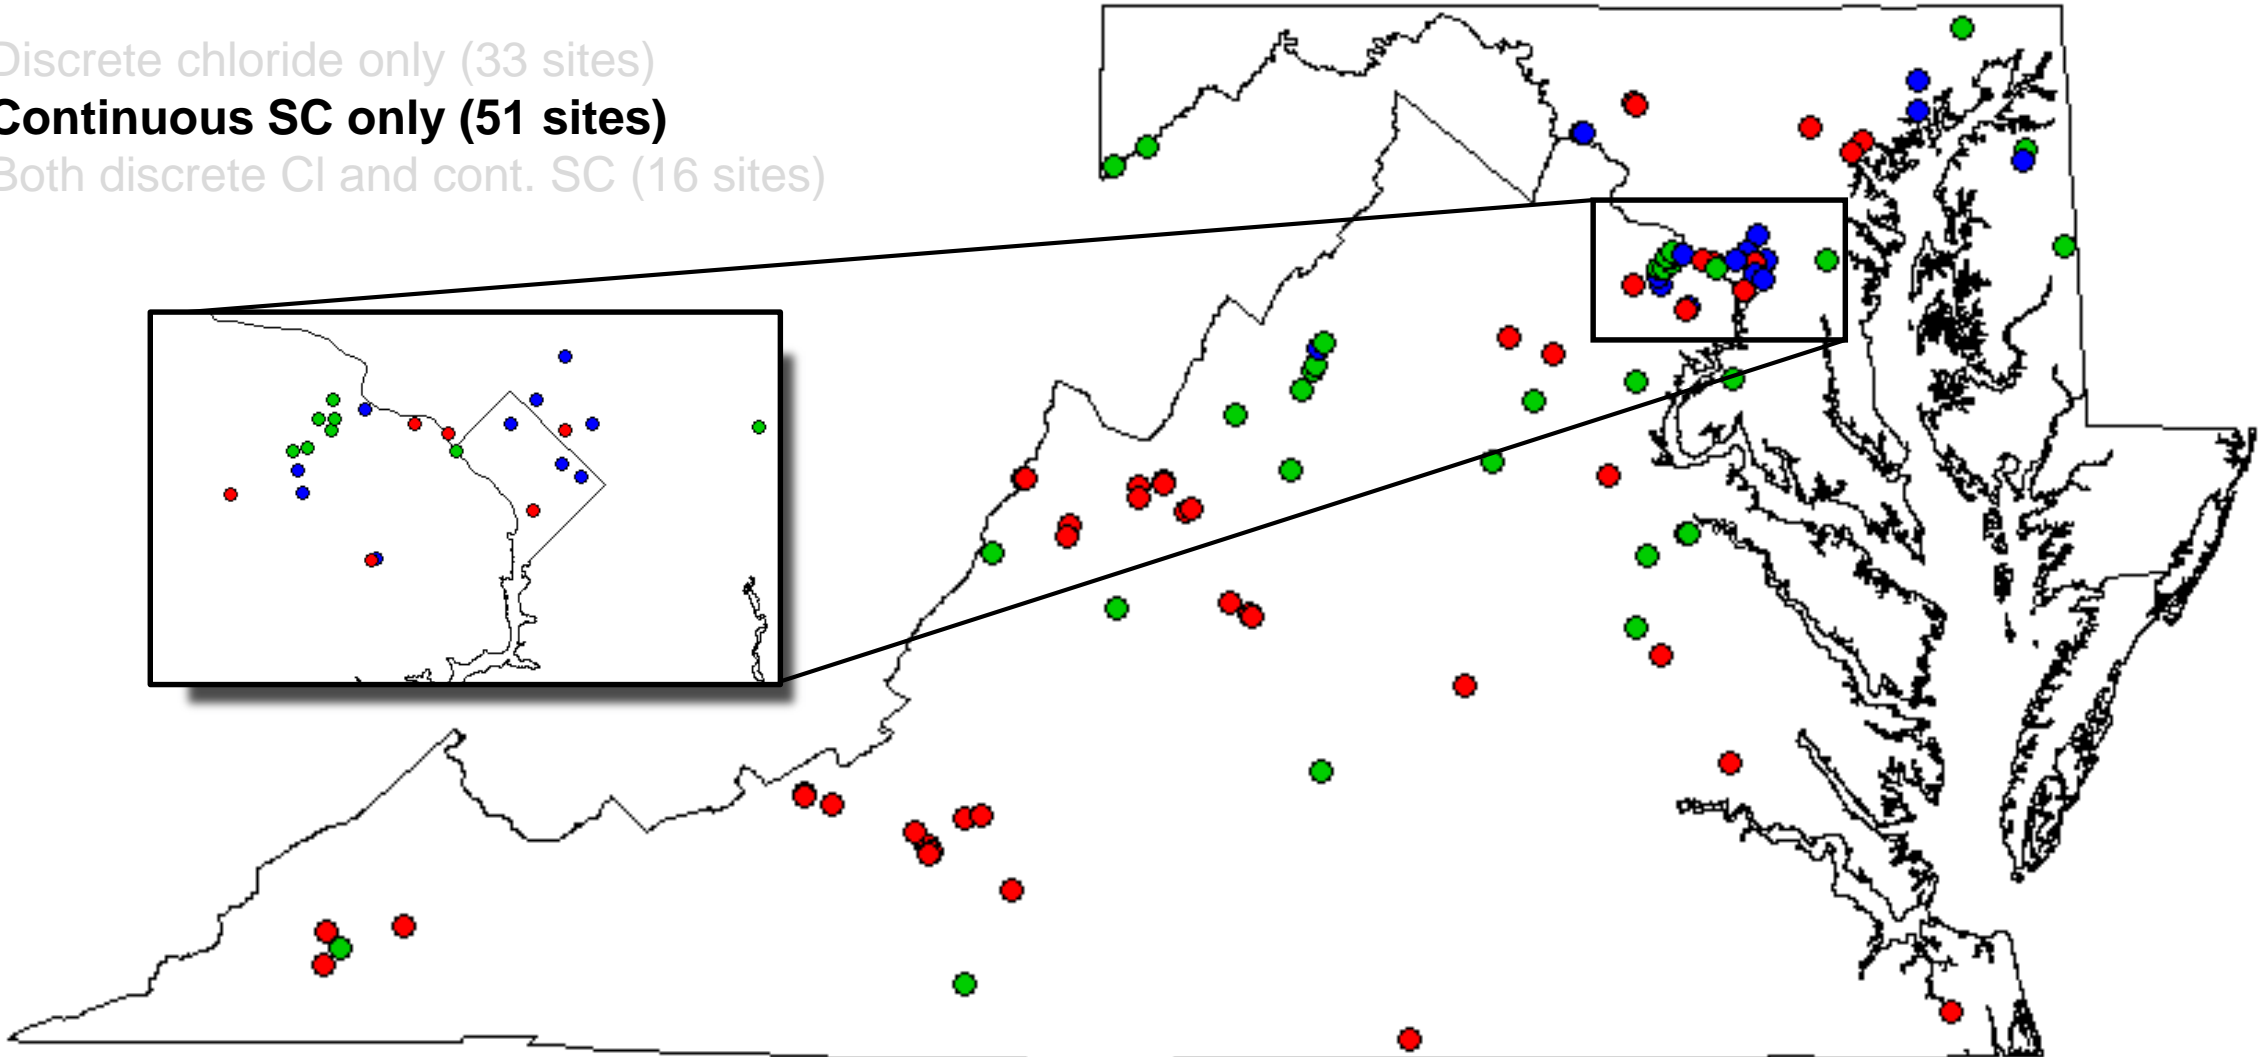 Discrete chloride only (33 sites)
Continuous SC only (51 sites)
Both discrete Cl and cont. SC (16 sites)